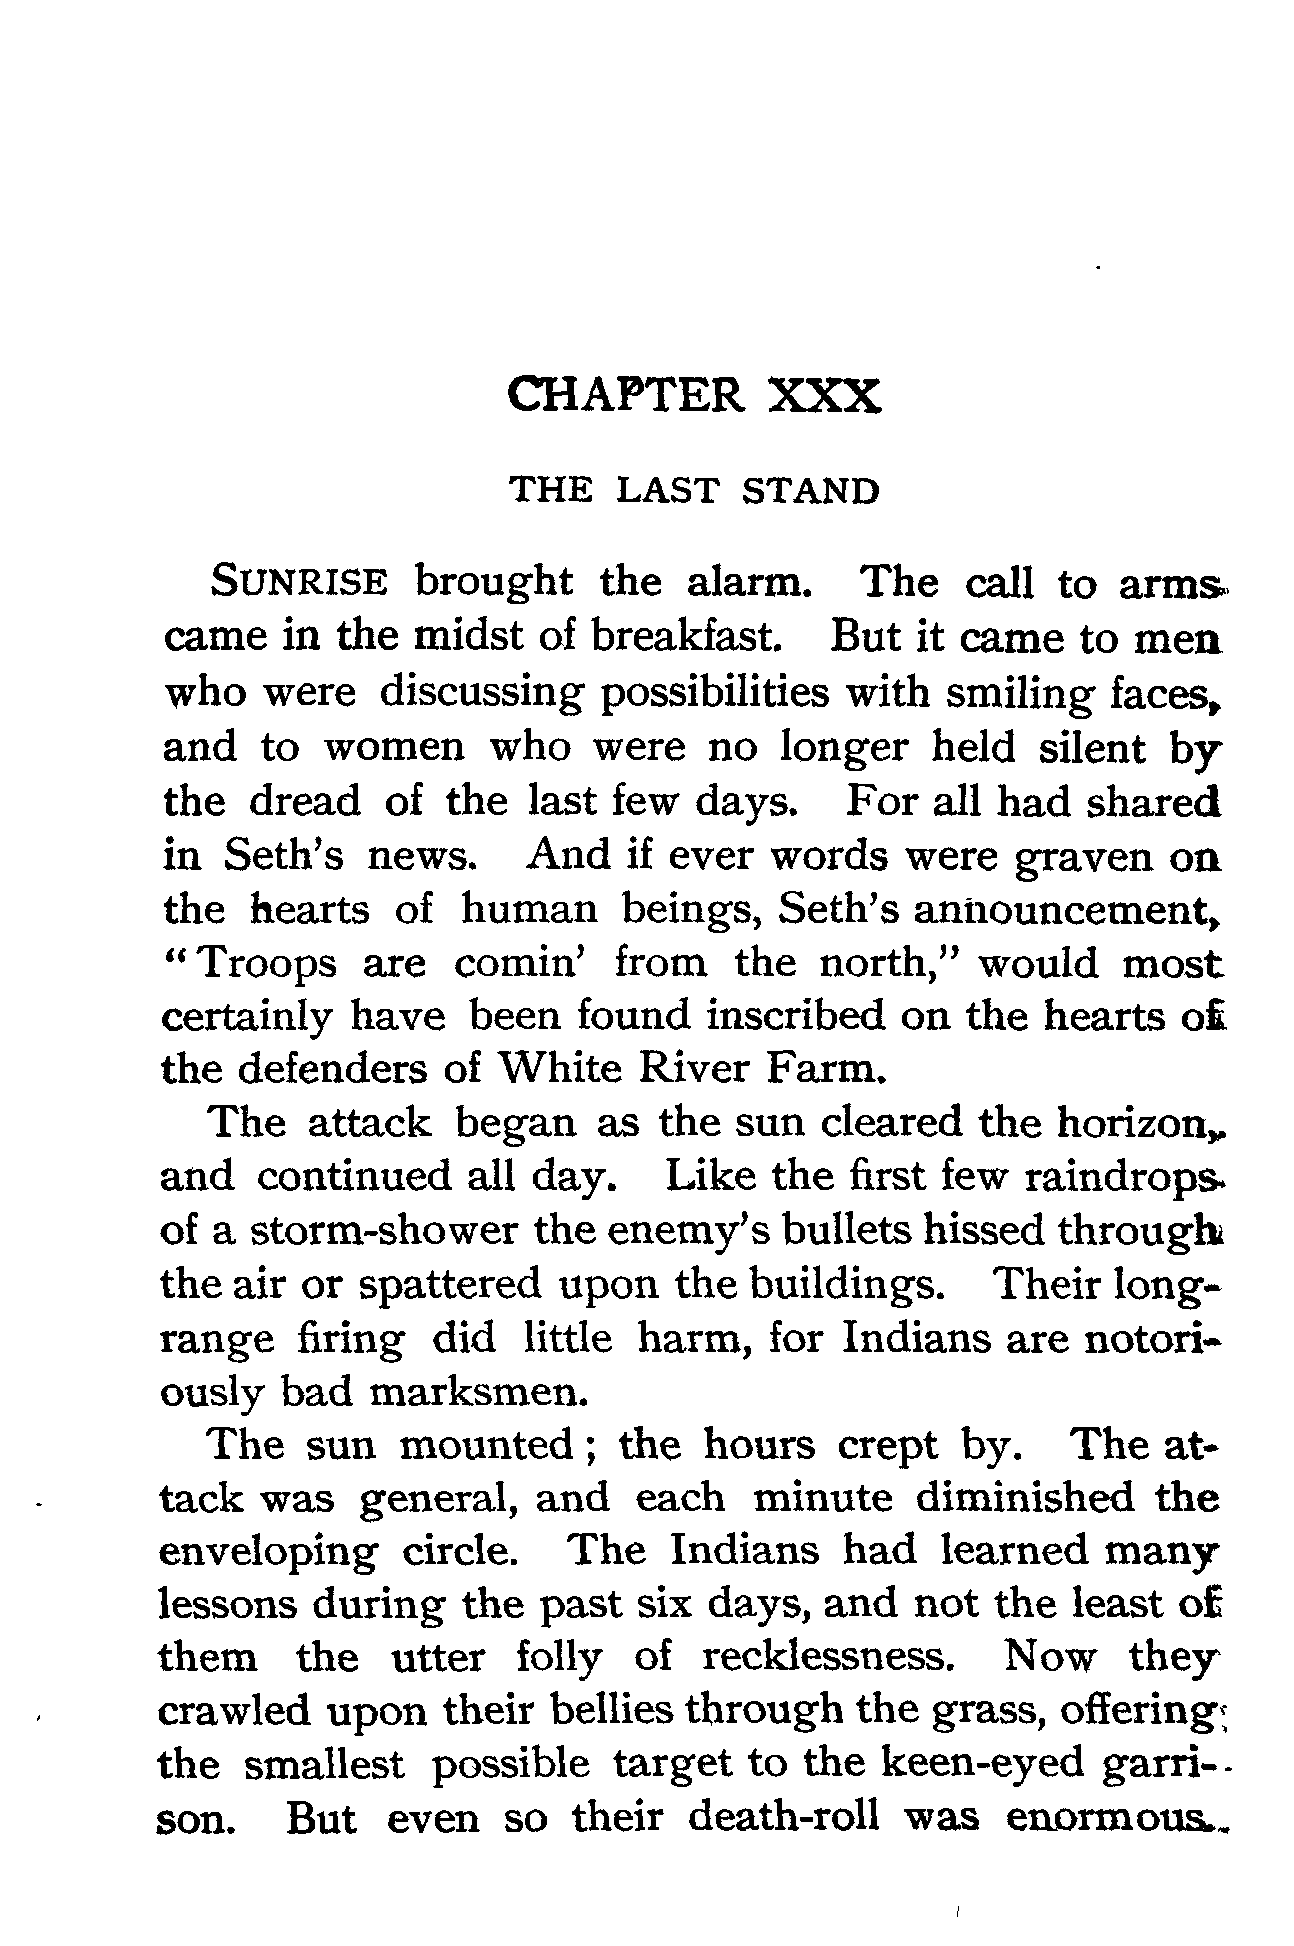 CHAPTER XXX
THE LAST STAND
SUNRISE brought the alarm. The call to arms
came in the midst of breakfast. But it came to men
who were discussing possibilities with smiling faces,
and to women who were no longer held silent by
the dread of the last few days. For all had shared
in Seth's news. And if ever words were graven on
the hearts of human beings, Seth's announcement,
"Troops are comin' from the north," would most
certainly have been found inscribed on the hearts of
the defenders of White River Farm.
The attack began as the sun cleared the horizon,
and continued all day. Like the first few raindrops
of a storm-shower the enemy's bullets hissed through
the air or spattered upon the buildings. Their long-
range firing did little harm, for Indians are notori-
ously bad marksmen.
The sun mounted; the hours crept by. The at-
tack was general, and each minute diminished the
enveloping circle. The Indians had learned many
lessons during the past six days, and not the least of
them the utter folly of recklessness. Now they
crawled upon their bellies through the grass, offering
the smallest possible target to the keen-eyed garri-
son. But even so their death-roll was enormous.